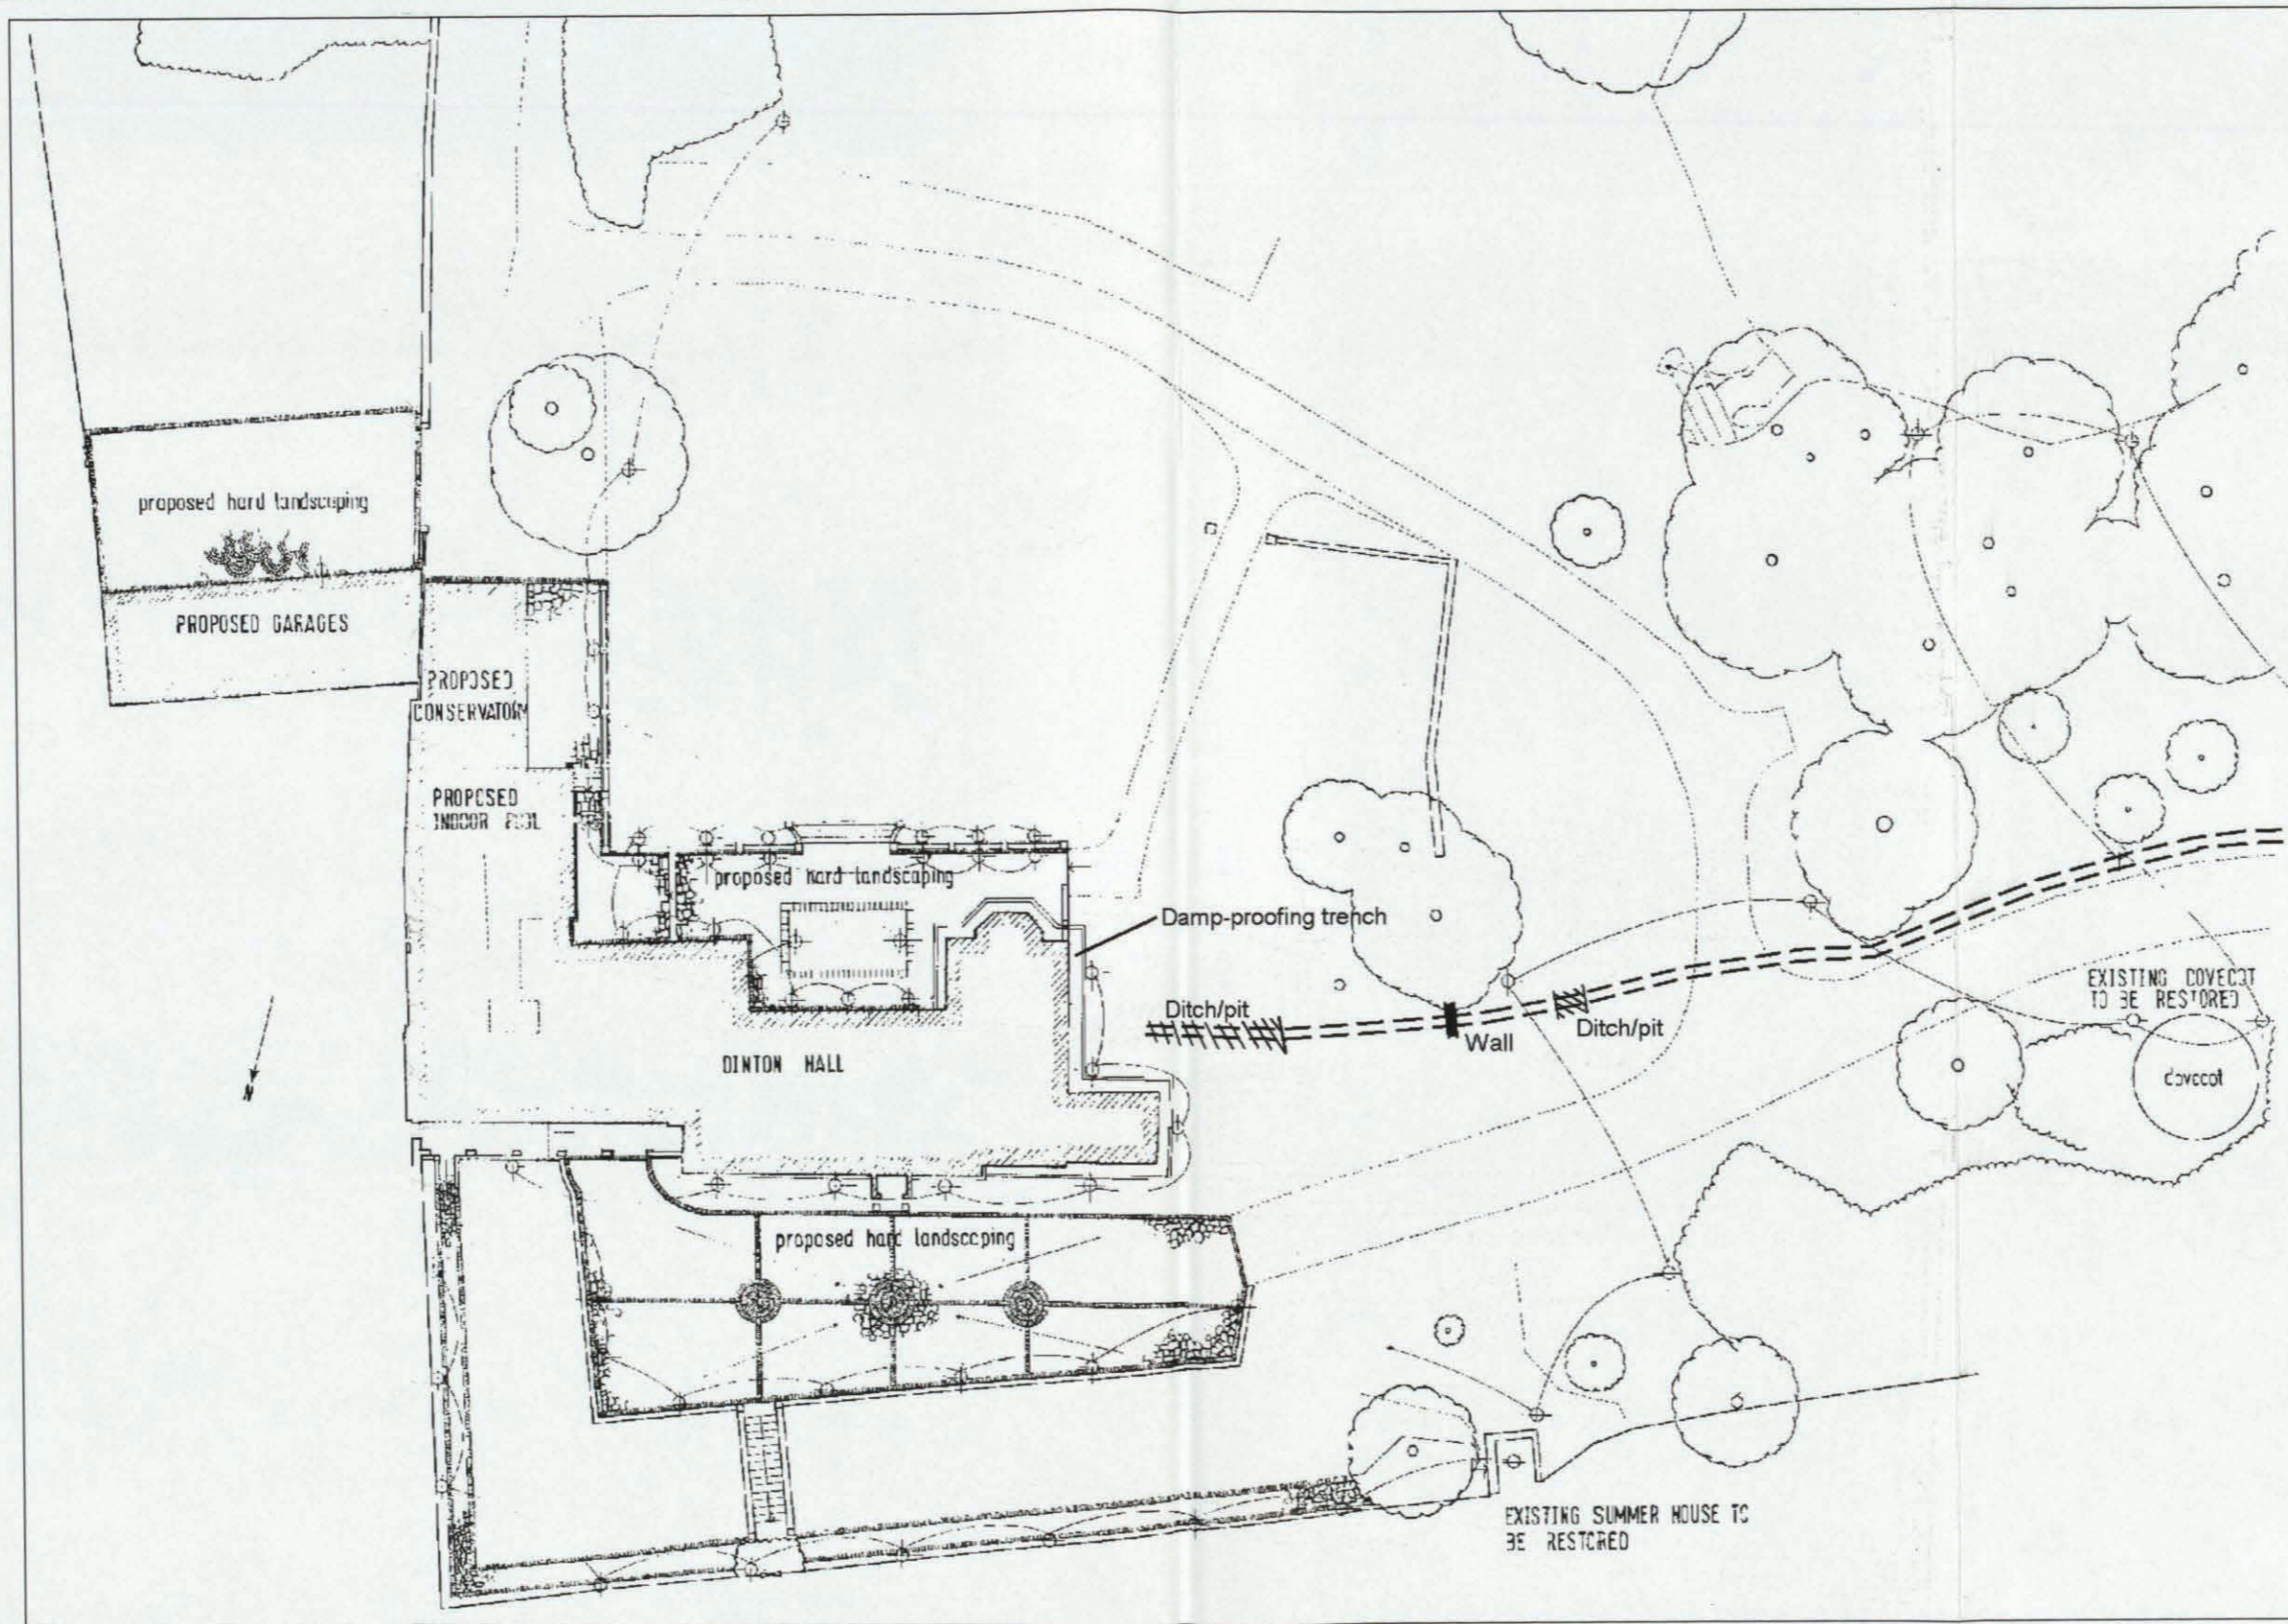 proposed hard landscaping
PROPOSED GARAGES
PROPOSED
CONSERVATORY
PROPOSED
INDOOR POOL
proposed hard landscaping
Damp-proofing trench
Ditch/pit
Wall
Ditch/pit
EXISTING DOVECOT
TO BE RESTORED
dovecot
DINTON HALL
N
proposed hard landscaping
EXISTING SUMMER HOUSE TO
BE RESTORED